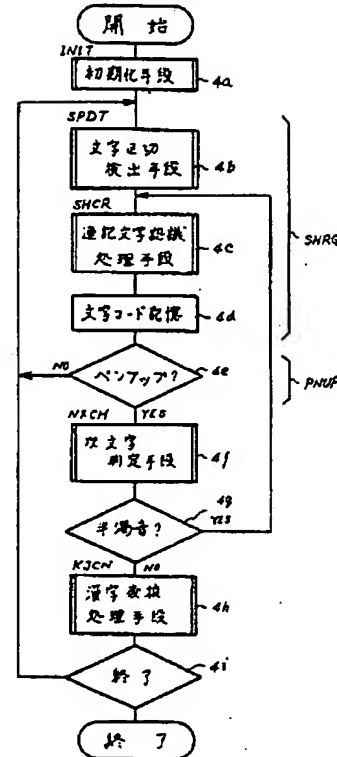 開始
INIT
初期化手段
4a
SPDT
文字区切
検出手段
4b
SHCR
速記文字認識
処理手段
4c
SHRG
文字コード記憶
4d
NO
ペンアップ?
4e
PNUP
NXCH
YES
次文字
判定手段
4f
半濁音?
4g
YES
KJCN
NO
漢字変換
処理手段
4h
終了
4i
終了